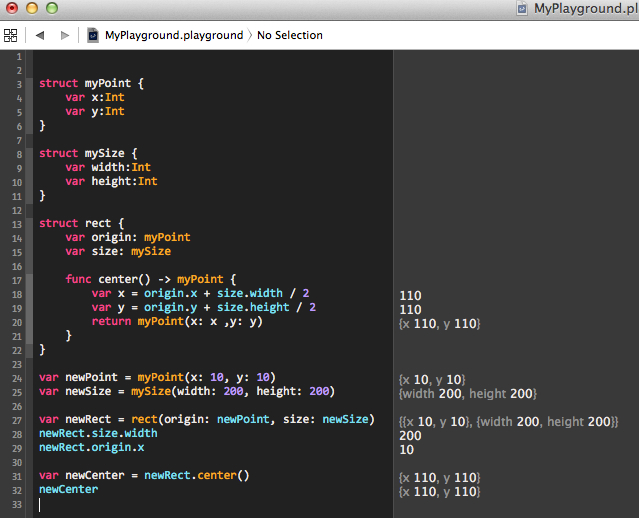 MyPlayground.pl
MyPlayground.playground 〉 No Selection
1
2
3 struct myPoint {
4 var x:Int
5 var y:Int
6 }
7
8 struct mySize {
9 var width:Int
10 var height:Int
11 }
12
13 struct rect {
14 var origin: myPoint
15 var size: mySize
16
17 func center() -> myPoint {
18 var x = origin.x + size.width / 2 110
19 var y = origin.y + size.height / 2 110
20 return myPoint(x: x ,y: y) {x 110, y 110}
21 }
22 }
23
24 var newPoint = myPoint(x: 10, y: 10) {x 10, y 10}
25 var newSize = mySize(width: 200, height: 200) {width 200, height 200}
26
27 var newRect = rect(origin: newPoint, size: newSize) {{x 10, y 10}, {width 200, height 200}}
28 newRect.size.width 200
29 newRect.origin.x 10
30
31 var newCenter = newRect.center() {x 110, y 110}
32 newCenter {x 110, y 110}
33